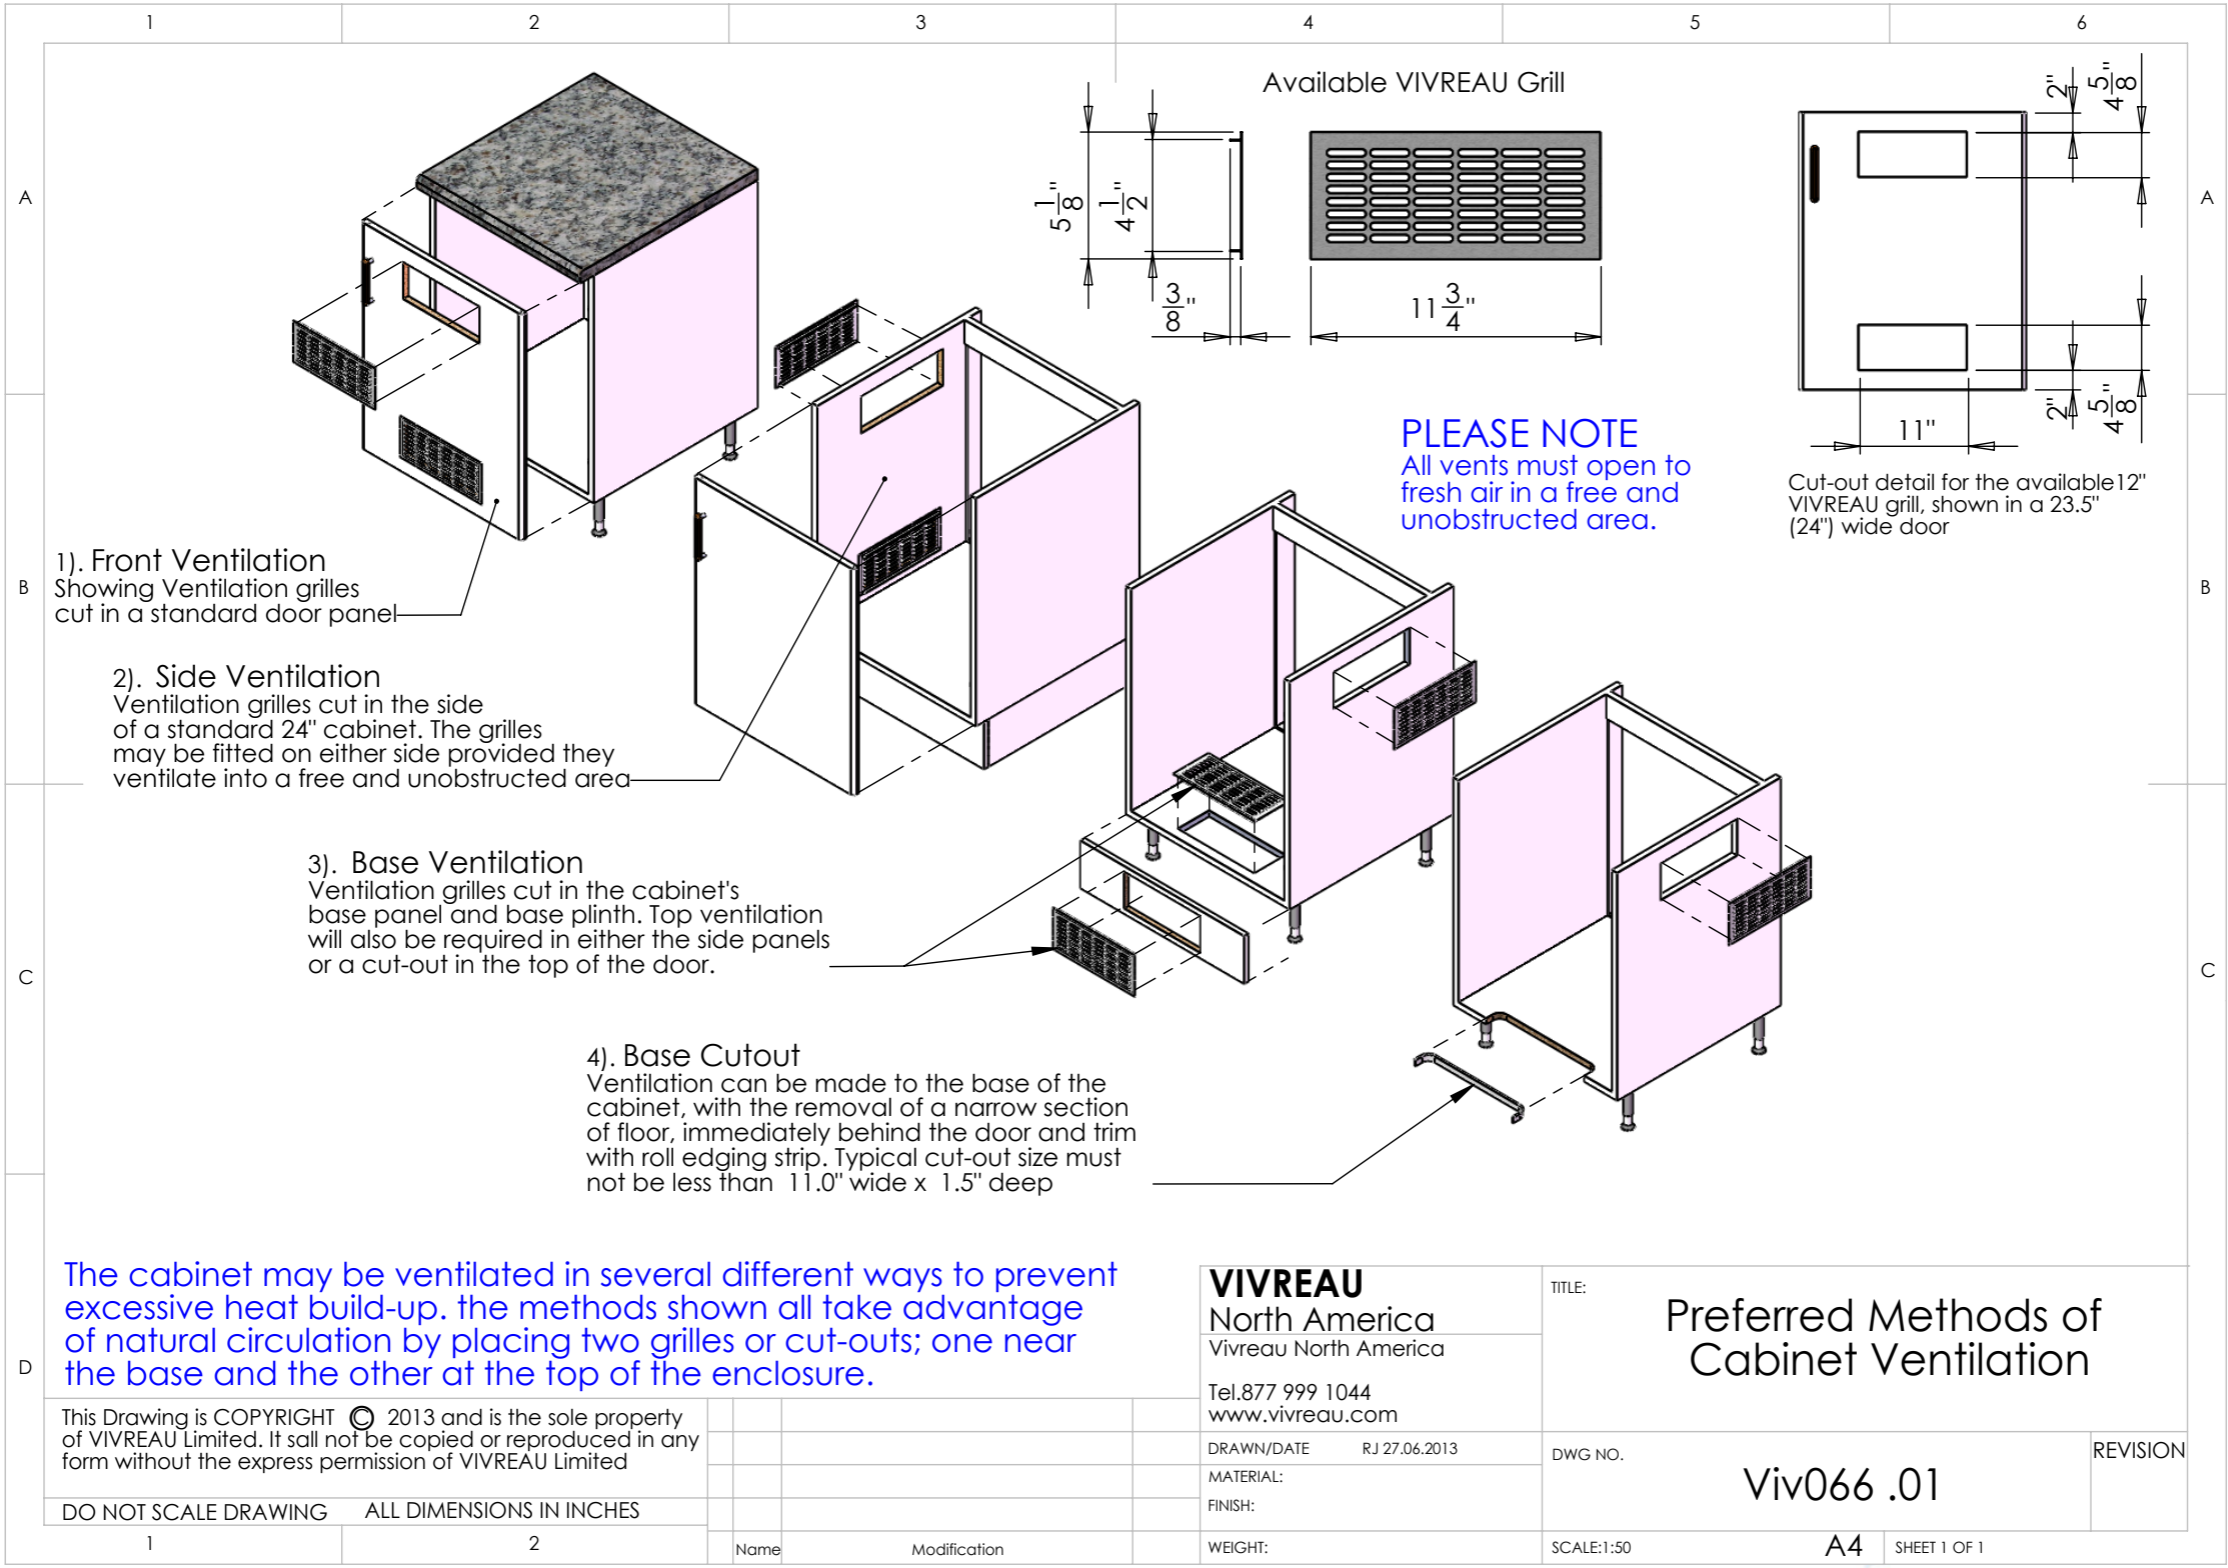 1 2 3 4 5 6
A
B
C
D
A
B
C
Available VIVREAU Grill
5 1/8"
4 1/2"
3/8"
11 3/4"
2"
4 5/8"
2"
4 5/8"
11"
Cut-out detail for the available12"
VIVREAU grill, shown in a 23.5"
(24") wide door
PLEASE NOTE
All vents must open to
fresh air in a free and
unobstructed area.
1). Front Ventilation
Showing Ventilation grilles
cut in a standard door panel
2). Side Ventilation
Ventilation grilles cut in the side
of a standard 24" cabinet. The grilles
may be fitted on either side provided they
ventilate into a free and unobstructed area
3). Base Ventilation
Ventilation grilles cut in the cabinet's
base panel and base plinth. Top ventilation
will also be required in either the side panels
or a cut-out in the top of the door.
4). Base Cutout
Ventilation can be made to the base of the
cabinet, with the removal of a narrow section
of floor, immediately behind the door and trim
with roll edging strip. Typical cut-out size must
not be less than 11.0" wide x 1.5" deep
The cabinet may be ventilated in several different ways to prevent
excessive heat build-up. the methods shown all take advantage
of natural circulation by placing two grilles or cut-outs; one near
the base and the other at the top of the enclosure.
This Drawing is COPYRIGHT © 2013 and is the sole property
of VIVREAU Limited. It sall not be copied or reproduced in any
form without the express permission of VIVREAU Limited
DO NOT SCALE DRAWING ALL DIMENSIONS IN INCHES
1 2
Name Modification
VIVREAU
North America
Vivreau North America
Tel.877 999 1044
www.vivreau.com
DRAWN/DATE RJ 27.06.2013
MATERIAL:
FINISH:
WEIGHT:
TITLE:
Preferred Methods of
Cabinet Ventilation
DWG NO.
Viv066 .01
REVISION
SCALE:1:50 A4 SHEET 1 OF 1